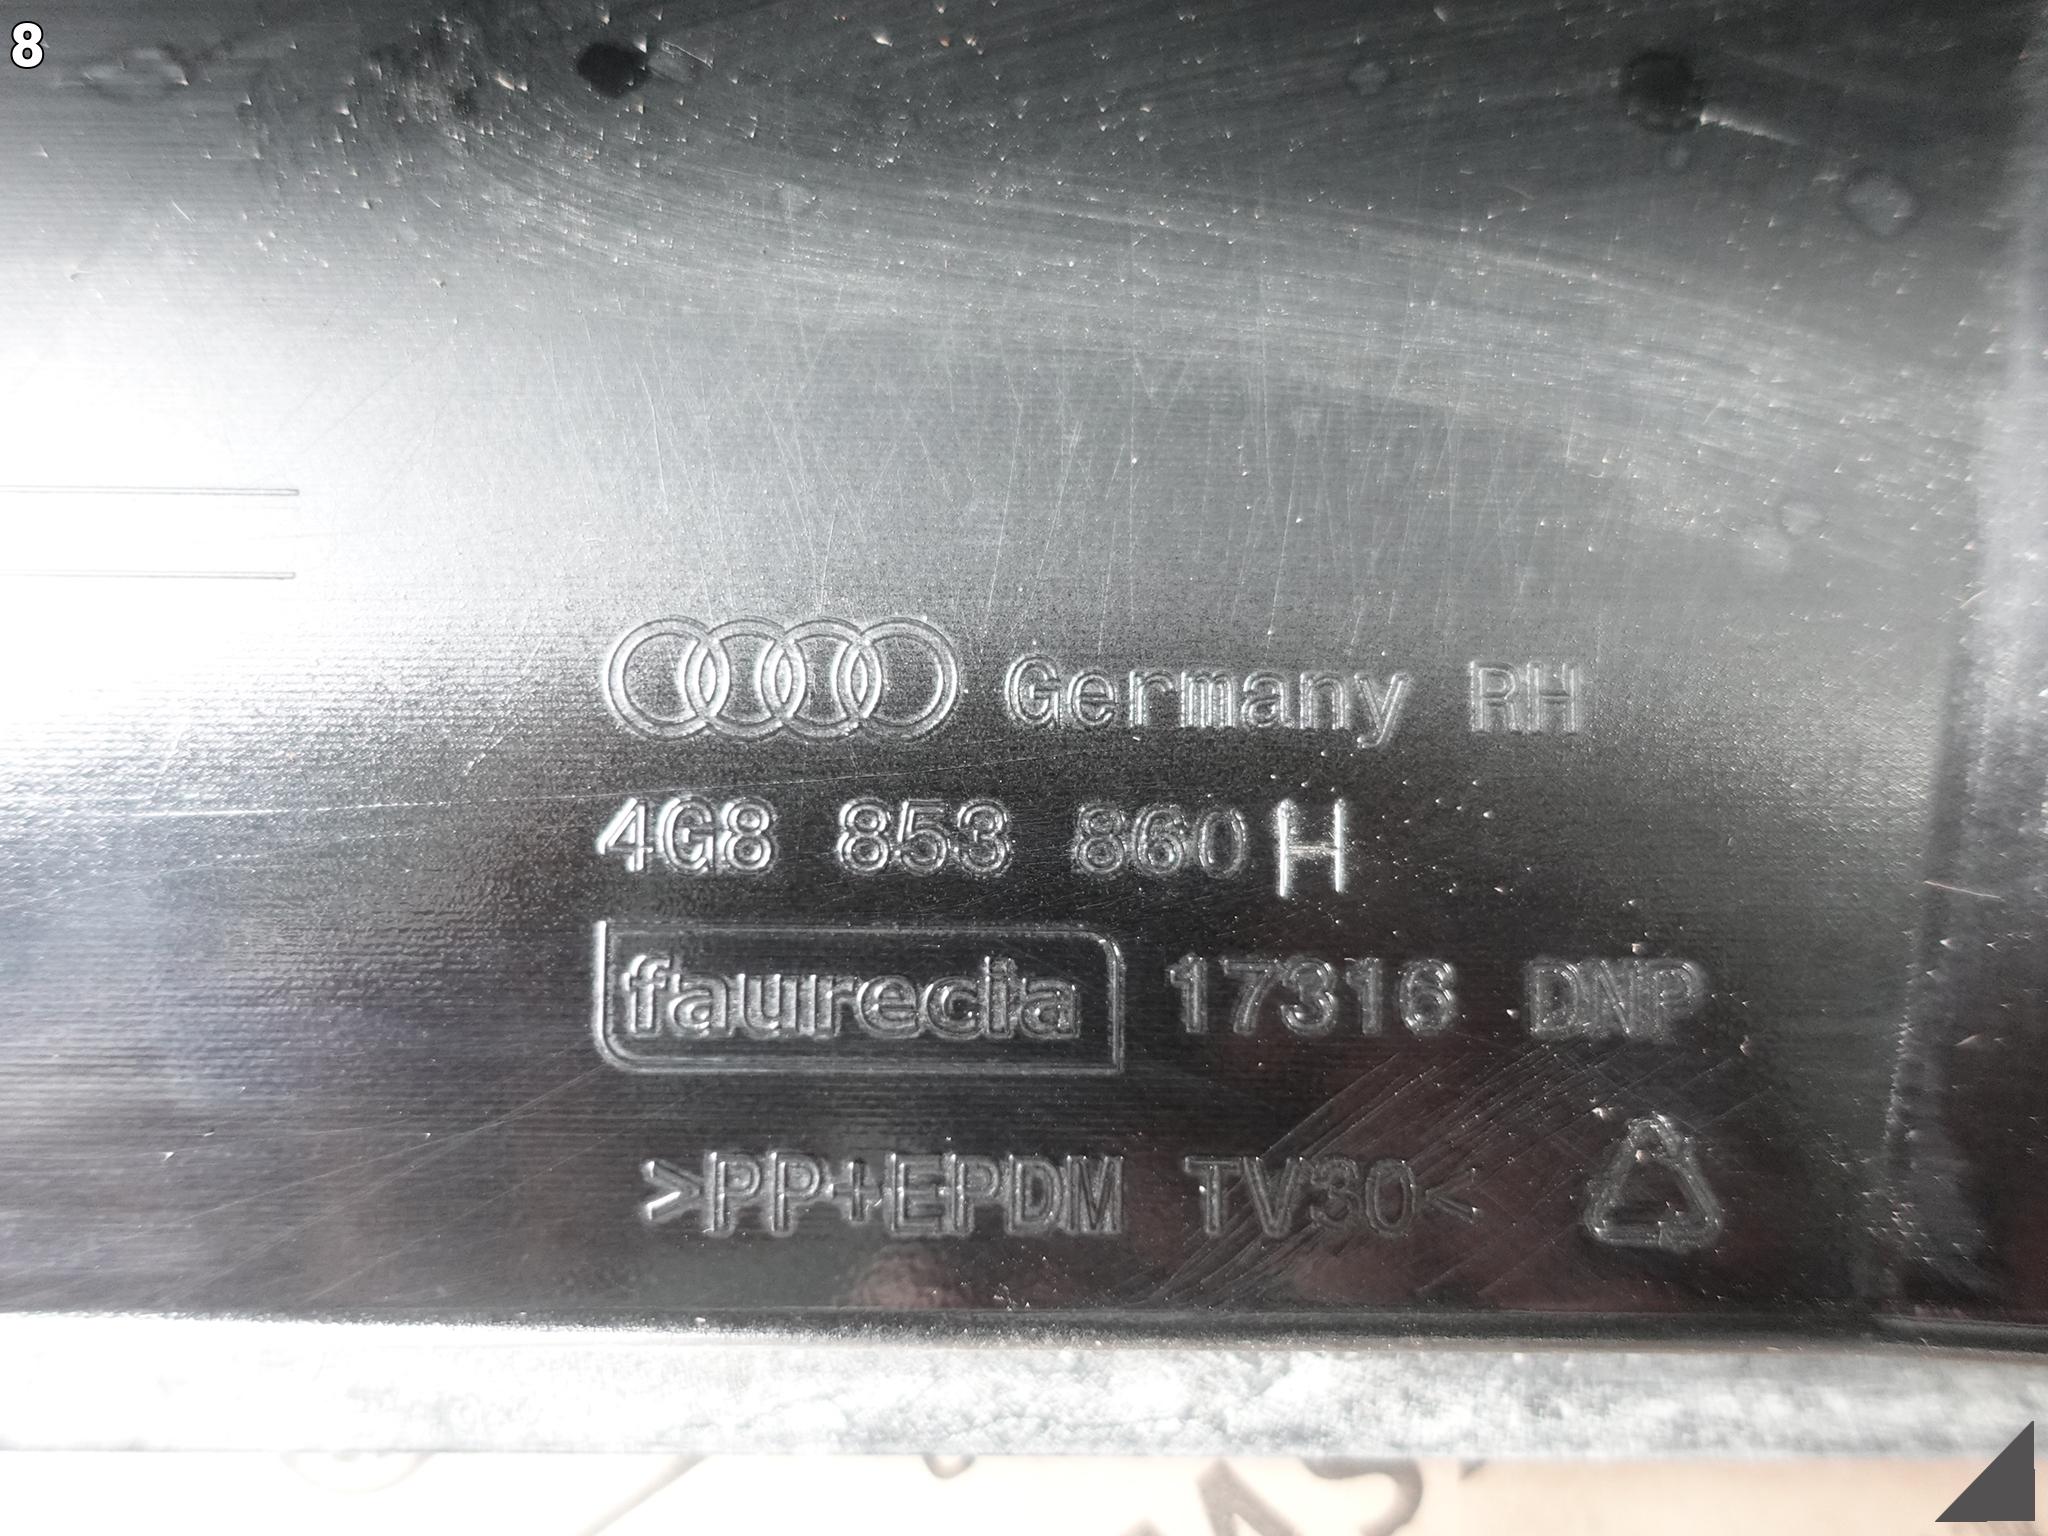 8
Germany RH
4G8 853 860 H
faurecia 17316 DNP
>PP+EPDM TV30<